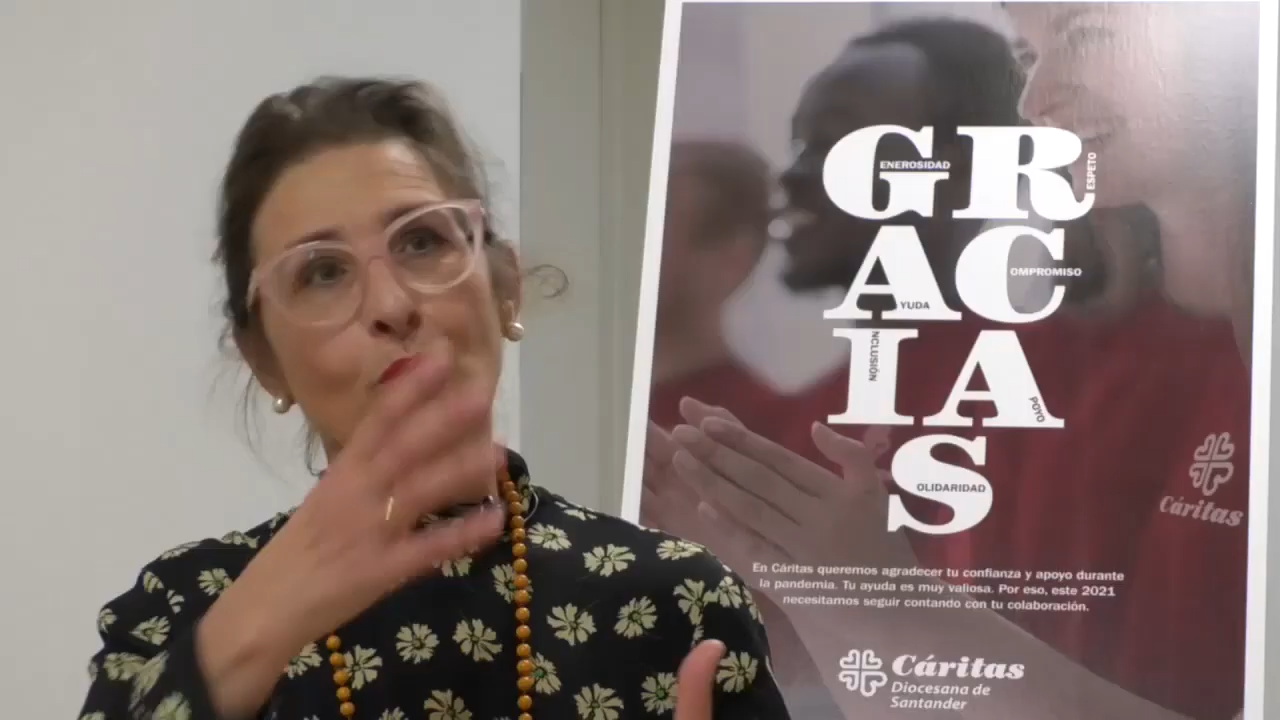 GR
ENEROSIDAD
ESPETO
AC
YUDA
OMPROMISO
IA
NCLUSIÓN
POYO
S
OLIDARIDAD
En Cáritas queremos agradecer tu confianza y apoyo durante
la pandemia. Tu ayuda es muy valiosa. Por eso, este 2021
necesitamos seguir contando con tu colaboración.
Cáritas
Cáritas
Diocesana de
Santander